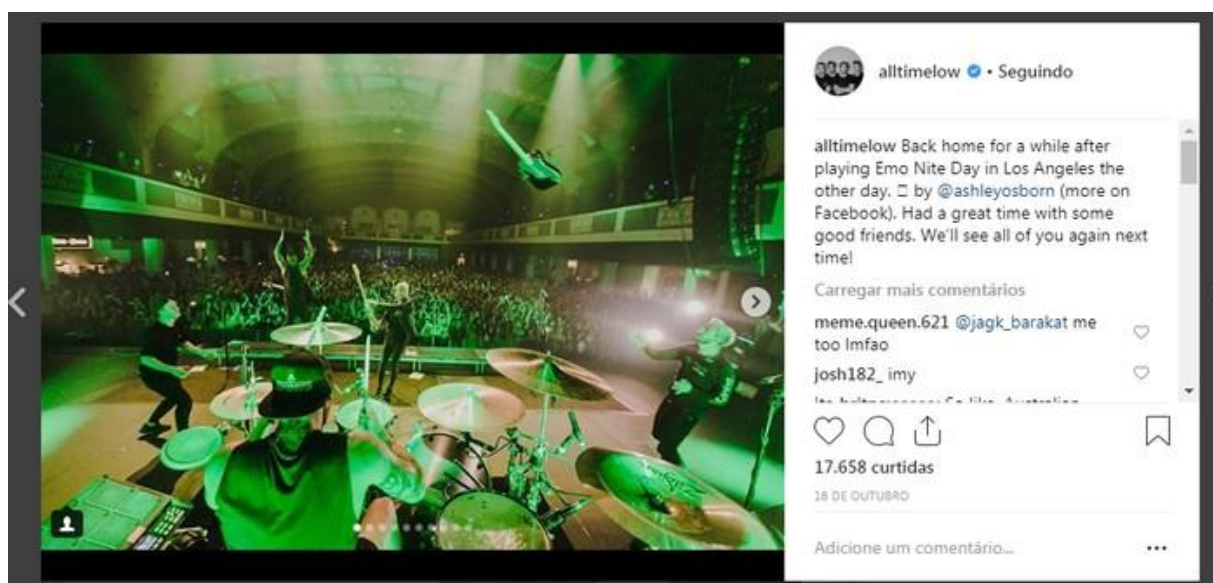 alltimelow • Seguindo
alltimelow Back home for a while after
playing Emo Nite Day in Los Angeles the
other day. by @ashleyosborn (more on
Facebook). Had a great time with some
good friends. We'll see all of you again next
time!
Carregar mais comentários
meme.queen.621 @jagk_barakat me
too lmfao
josh182_ imy
So like Australian
17.658 curtidas
16 DE OUTUBRO
Adicione um comentário...